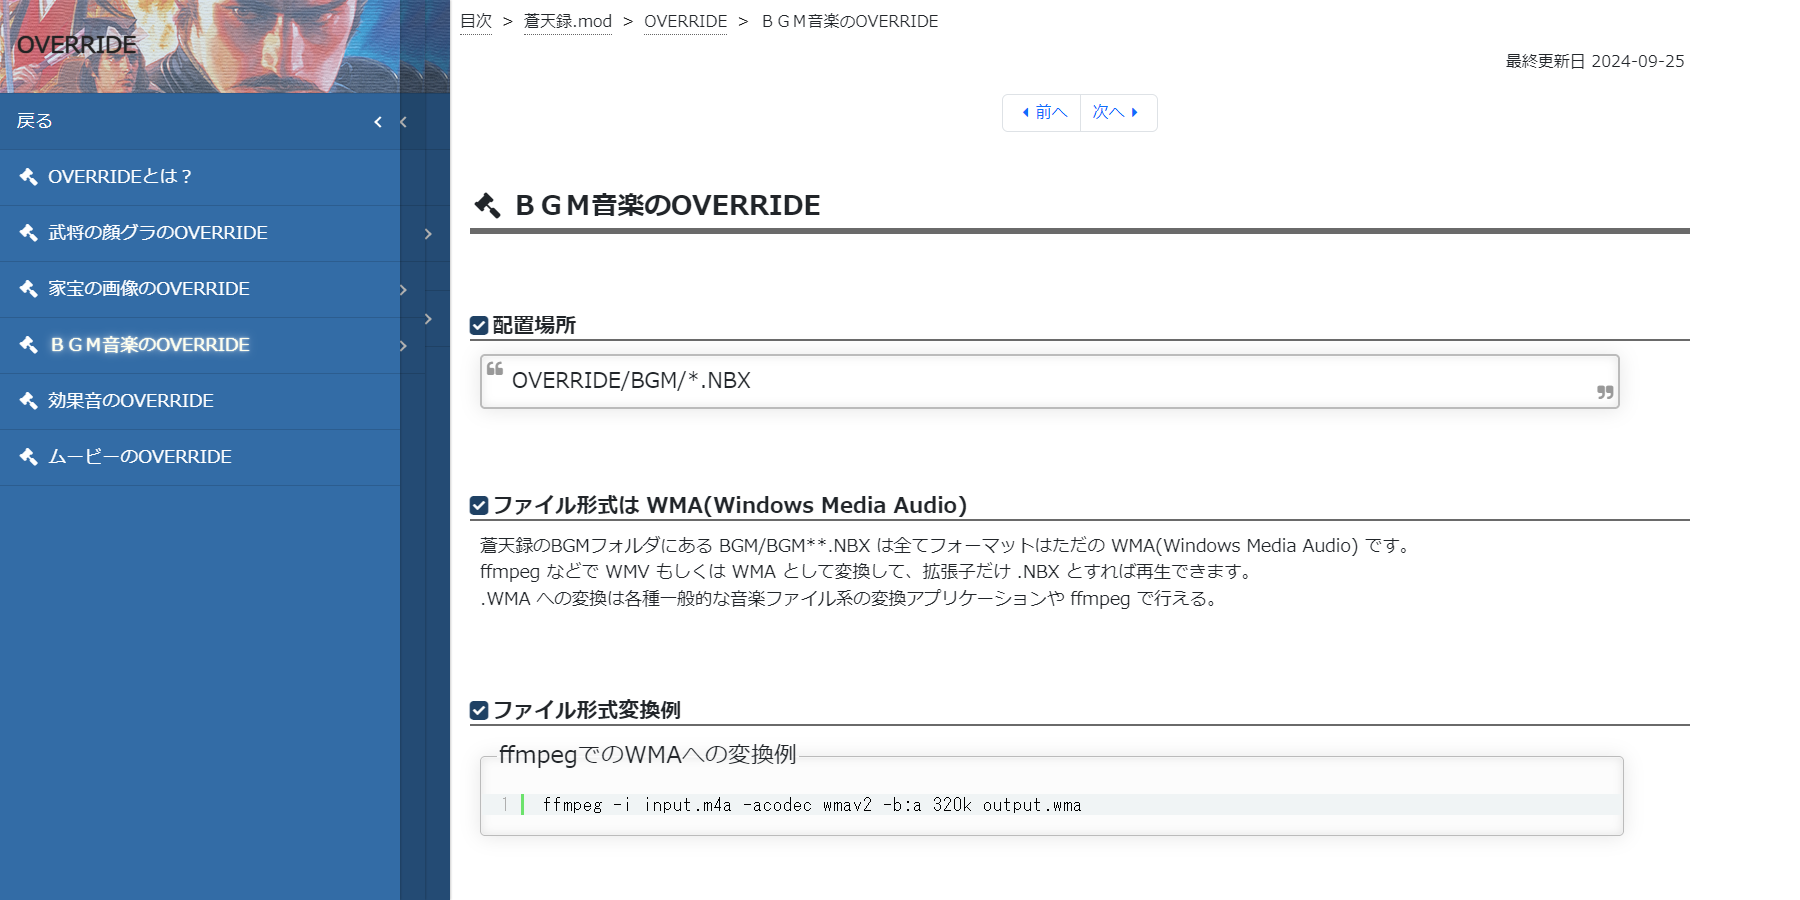 OVERRIDE
戻る
OVERRIDEとは？
武将の顔グラのOVERRIDE
家宝の画像のOVERRIDE
ＢＧＭ音楽のOVERRIDE
効果音のOVERRIDE
ムービーのOVERRIDE
目次 > 蒼天録.mod > OVERRIDE > ＢＧＭ音楽のOVERRIDE
最終更新日 2024-09-25
前へ 次へ
ＢＧＭ音楽のOVERRIDE
配置場所
OVERRIDE/BGM/*.NBX
ファイル形式は WMA(Windows Media Audio)
蒼天録のBGMフォルダにある BGM/BGM**.NBX は全てフォーマットはただの WMA(Windows Media Audio) です。
ffmpeg などで WMV もしくは WMA として変換して、拡張子だけ .NBX とすれば再生できます。
.WMA への変換は各種一般的な音楽ファイル系の変換アプリケーションや ffmpeg で行える。
ファイル形式変換例
ffmpegでのWMAへの変換例
1 ffmpeg -i input.m4a -acodec wmav2 -b:a 320k output.wma